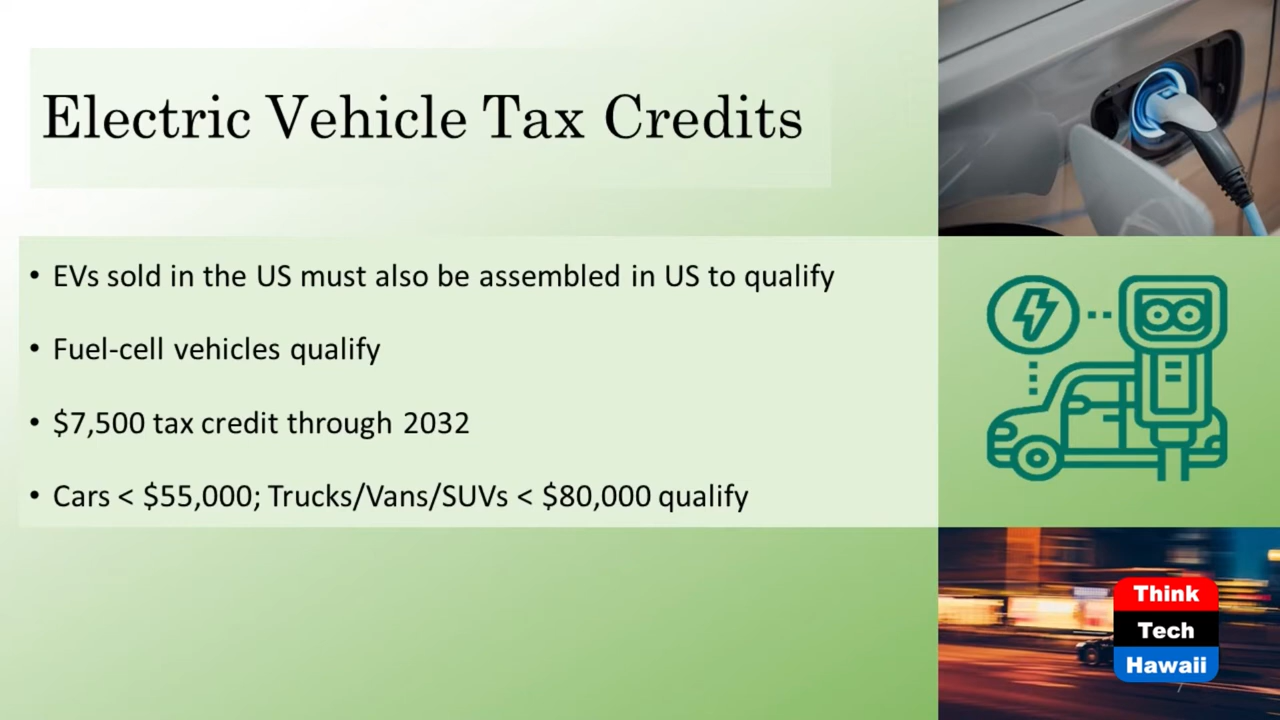 Electric Vehicle Tax Credits
• EVs sold in the US must also be assembled in US to qualify
• Fuel-cell vehicles qualify
• $7,500 tax credit through 2032
• Cars < $55,000; Trucks/Vans/SUVs < $80,000 qualify
Think
Tech
Hawaii